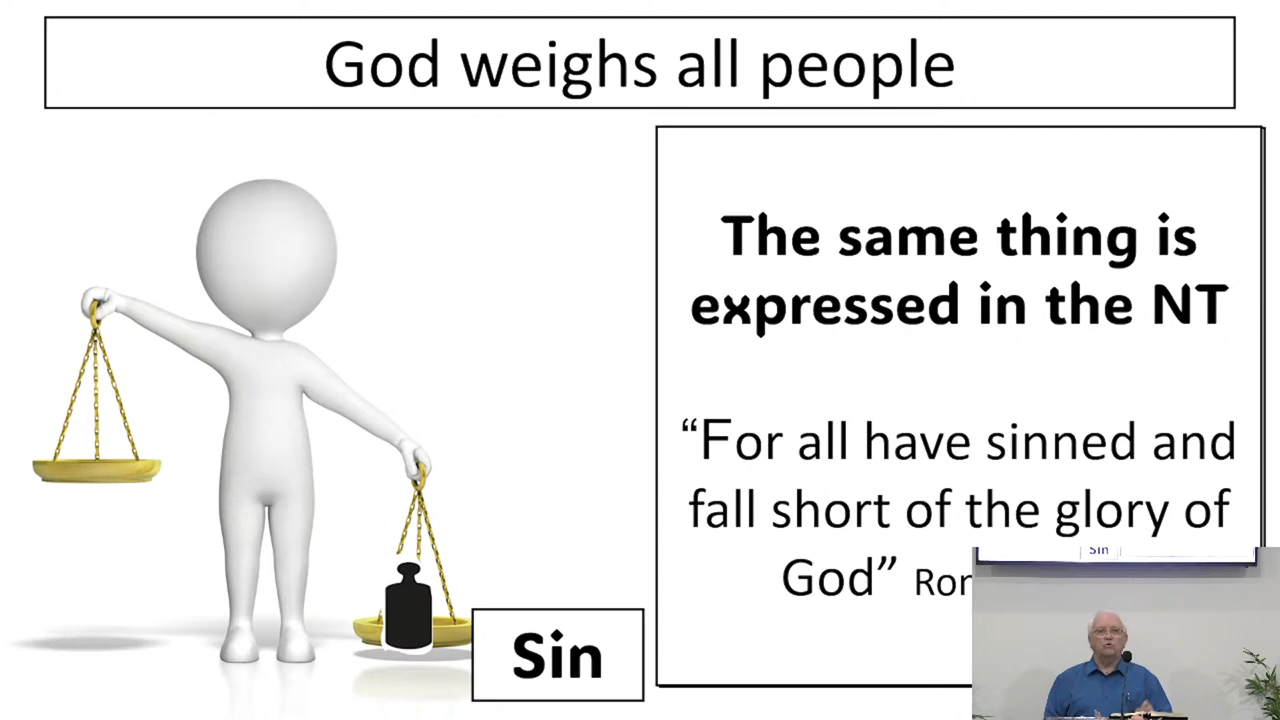 God weighs all people
The same thing is
expressed in the NT
“For all have sinned and
fall short of the glory of
God”
Sin
Sin